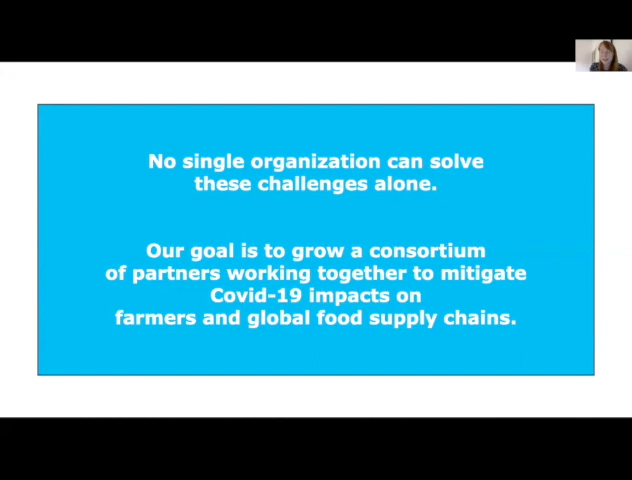 No single organization can solve
these challenges alone.
Our goal is to grow a consortium
of partners working together to mitigate
Covid-19 impacts on
farmers and global food supply chains.